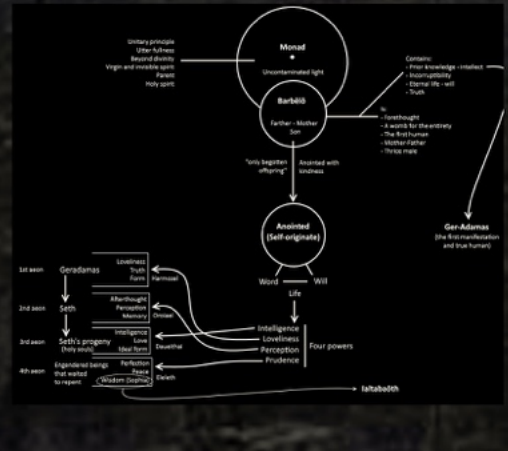 Unitary principle
Utter fullness
Beyond divinity
Virgin and invisible spirit
Parent
Holy spirit
Monad
Uncontaminated light
Contains:
- Prior knowledge - intellect
- Incorruptibility
- Eternal life - will
- Truth
Barbēlō
Farther - Mother
Son
Is:
- Forethought
- A womb for the entirety
- The first human
- Mother-Father
- Thrice male
"only begotten
offspring"
Anointed with
kindness
Anointed
(Self-originate)
Ger-Adamas
(the first manifestation
and true human)
Word
Will
Life
1st aeon
Geradamas
Loveliness
Truth
Form
Harmozel
2nd aeon
Seth
Afterthought
Perception
Memory
Oroiael
3rd aeon
Seth's progeny
(holy souls)
Intelligence
Love
Ideal form
Daueithai
4th aeon
Engandered beings
that waited
to repent
Perfection
Peace
Wisdom (Sophia)
Eleleth
Intelligence
Loveliness
Perception
Prudence
Four powers
Ialtabaōth